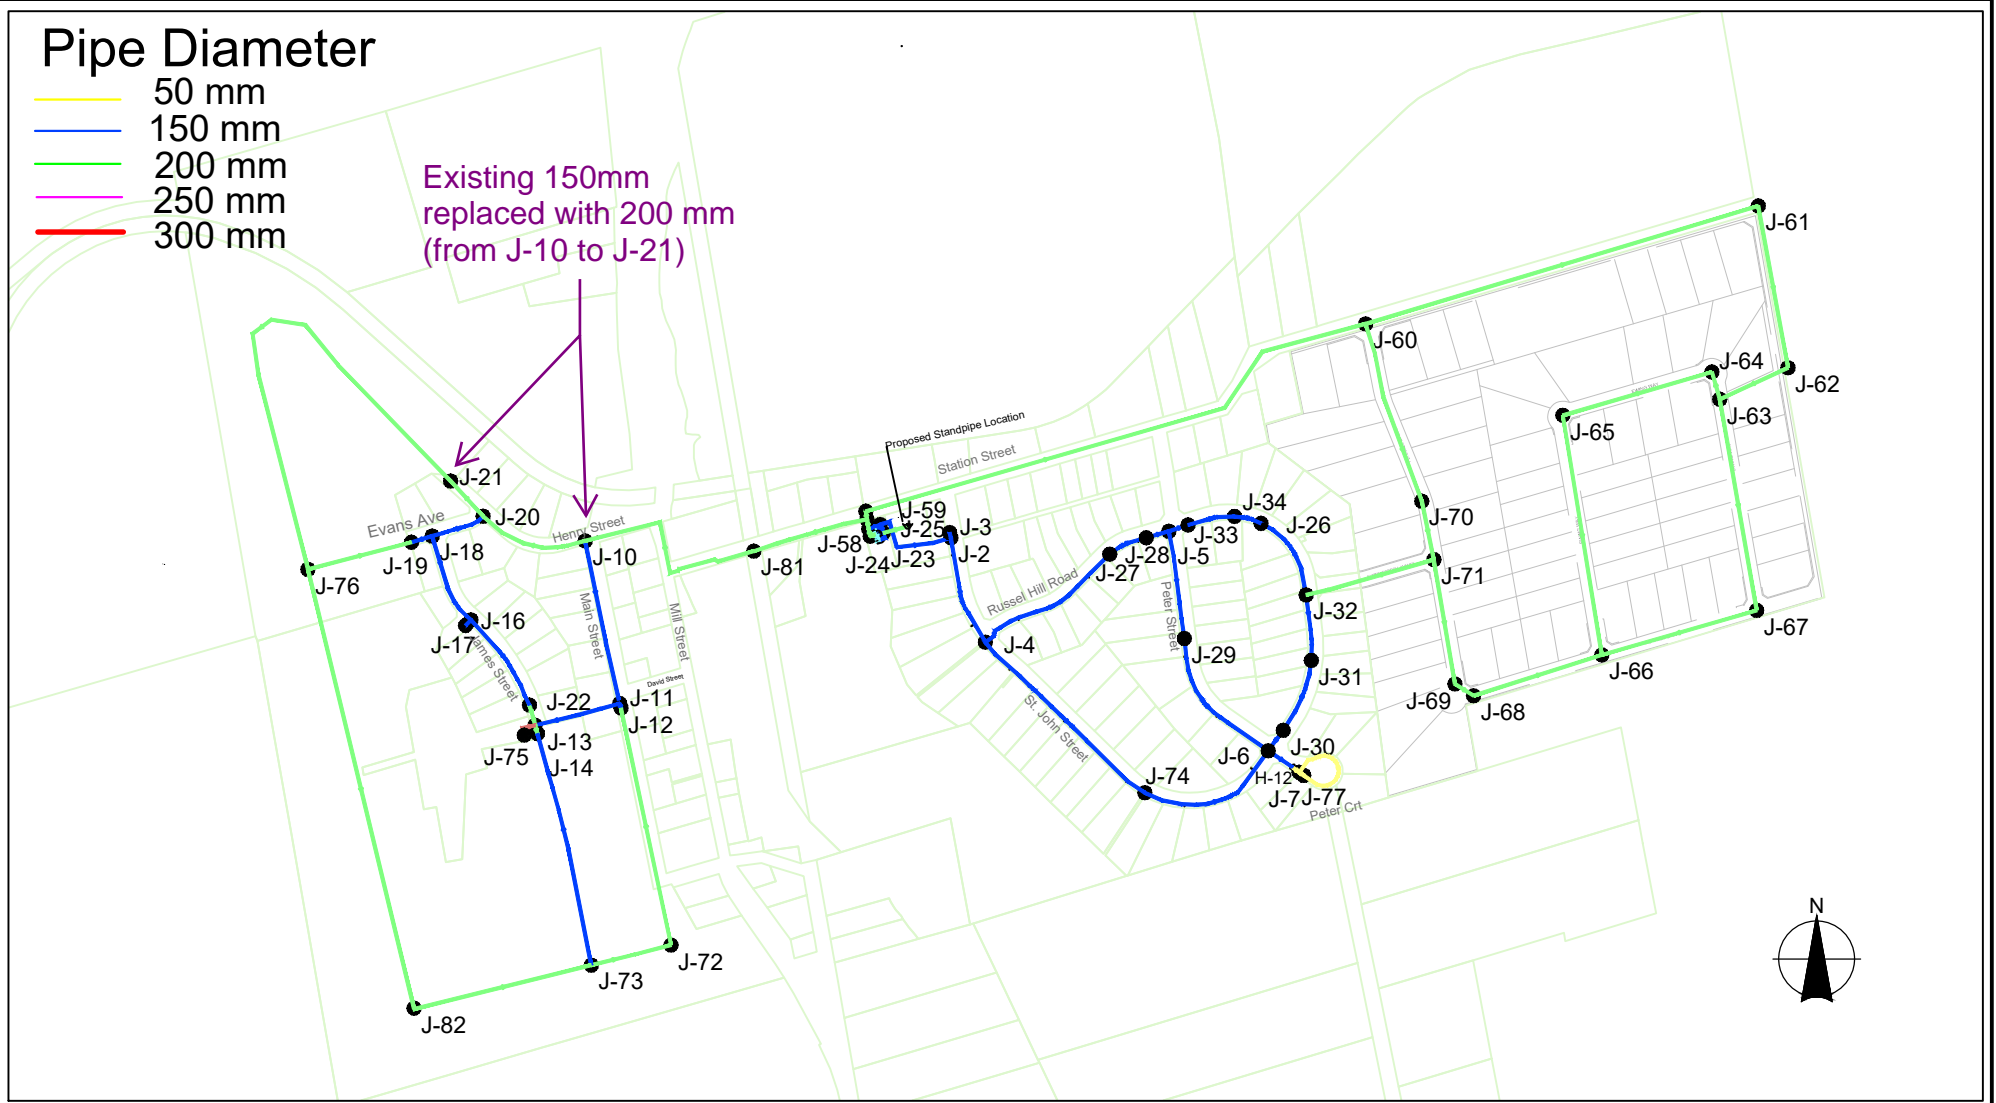 Pipe Diameter
50 mm
150 mm
200 mm
250 mm
300 mm
Existing 150mm
replaced with 200 mm
(from J-10 to J-21)
J-61
J-60
J-64
J-62
J-63
J-65
Proposed Standpipe Location
Station Street
J-21
Evans Ave
J-20
Henry Street
J-59
J-34
J-70
J-25
J-3
J-33
J-26
J-18
J-10
J-58
J-2
J-28
J-5
J-19
J-81
J-24
J-23
J-27
J-71
J-76
Russel Hill Road
Peter Street
J-32
J-16
Main Street
Mill Street
J-17
James Street
J-4
J-29
J-67
J-31
J-66
David Street
J-22
J-11
J-69
J-68
J-12
St. John Street
J-13
J-75
J-14
J-6
J-30
J-74
H-12
J-7
J-77
Peter Crt
N
J-72
J-73
J-82